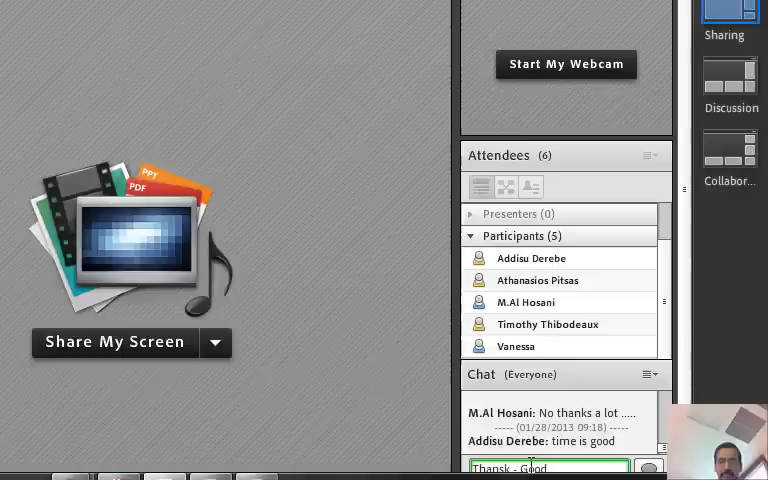 Sharing
Start My Webcam
Discussion
Attendees (6)
Collabor...
PPT
PDF
Presenters (0)
Participants (5)
Addisu Derebe
Athanasios Pitsas
M.Al Hosani
Timothy Thibodeaux
Vanessa
Share My Screen
Chat (Everyone)
M.Al Hosani: No thanks a lot .....
----- (01/28/2013 09:18) -----
Addisu Derebe: time is good
Thansk - Good